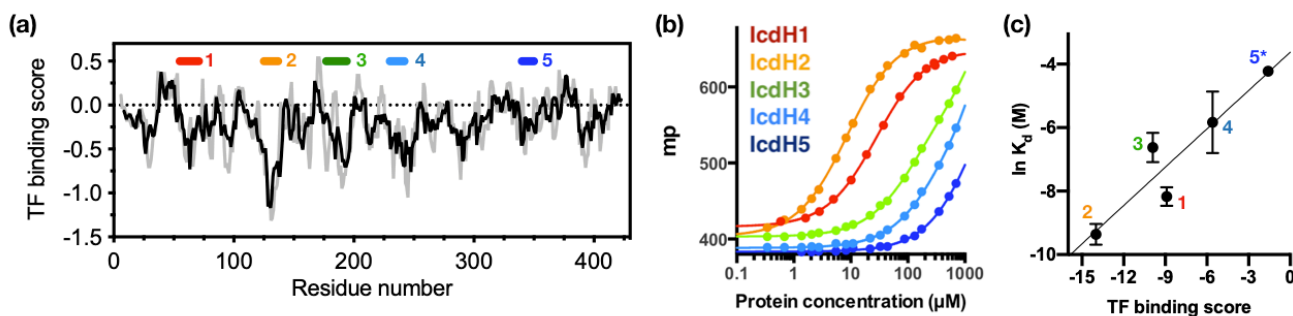 (a)
TF binding score
0.5
0.0
-0.5
-1.0
-1.5
1
2
3
4
5
0
100
200
300
400
Residue number
(b)
IcdH1
IcdH2
IcdH3
IcdH4
IcdH5
mp
600
500
400
0.1
1
10
100
1000
Protein concentration (µM)
(c)
ln Kd (M)
-4
-6
-8
-10
5*
4
3
1
2
-15
-12
-9
-6
-3
0
TF binding score